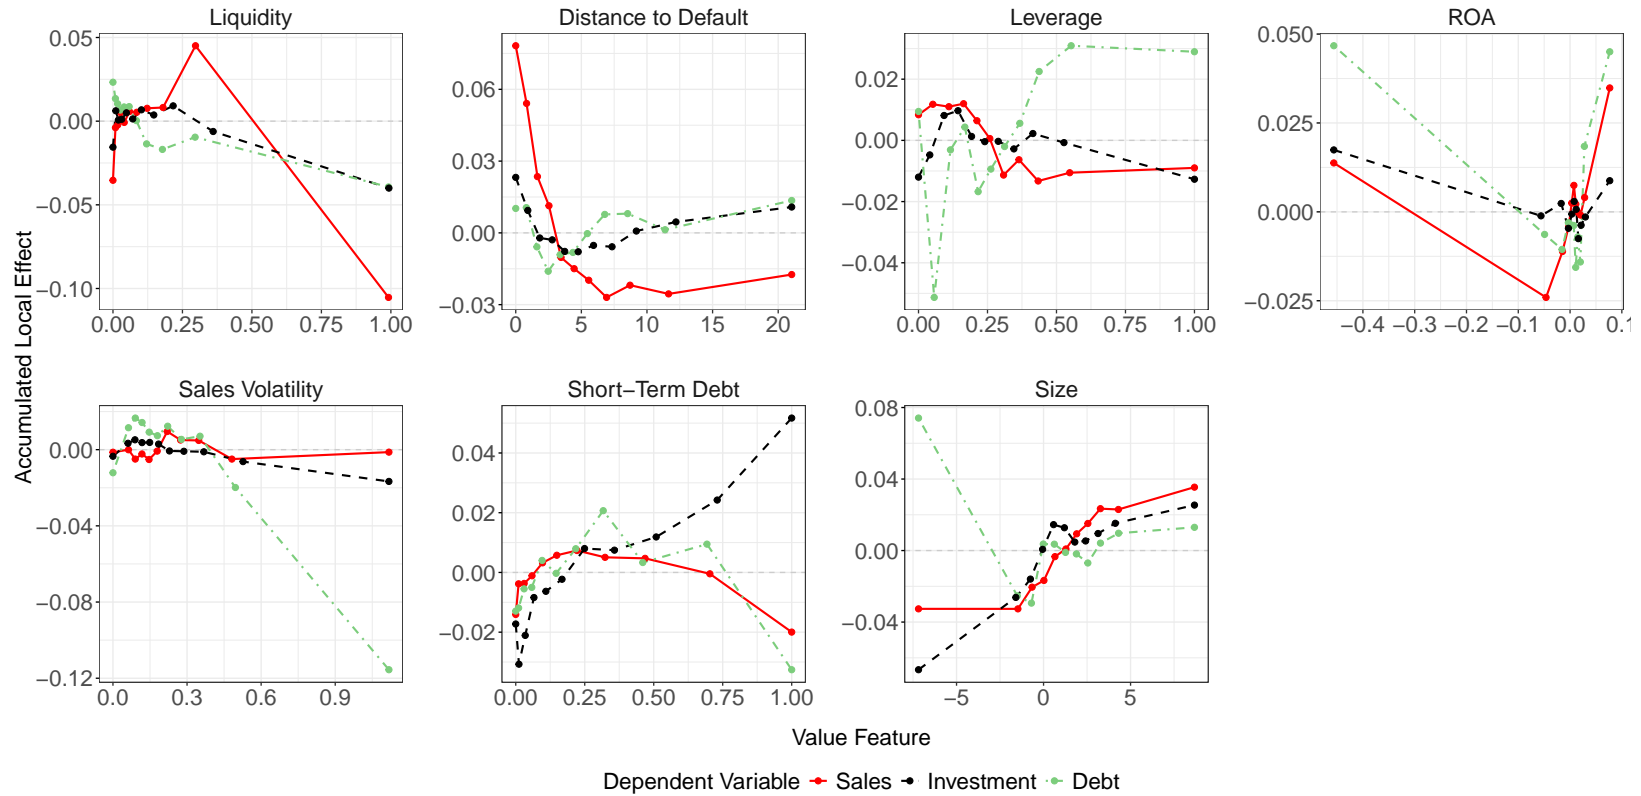 Liquidity
Distance to Default
Leverage
ROA
0.05
0.00
−0.05
−0.10
0.00 0.25 0.50 0.75 1.00
0.06
0.03
0.00
−0.03
0 5 10 15 20
0.02
0.00
−0.02
−0.04
0.00 0.25 0.50 0.75 1.00
0.050
0.025
0.000
−0.025
−0.4 −0.3 −0.2 −0.1 0.0 0.1
Accumulated Local Effect
Sales Volatility
Short−Term Debt
Size
0.00
−0.04
−0.08
−0.12
0.0 0.3 0.6 0.9
0.04
0.02
0.00
−0.02
0.00 0.25 0.50 0.75 1.00
0.08
0.04
0.00
−0.04
−5 0 5
Value Feature
Dependent Variable Sales Investment Debt